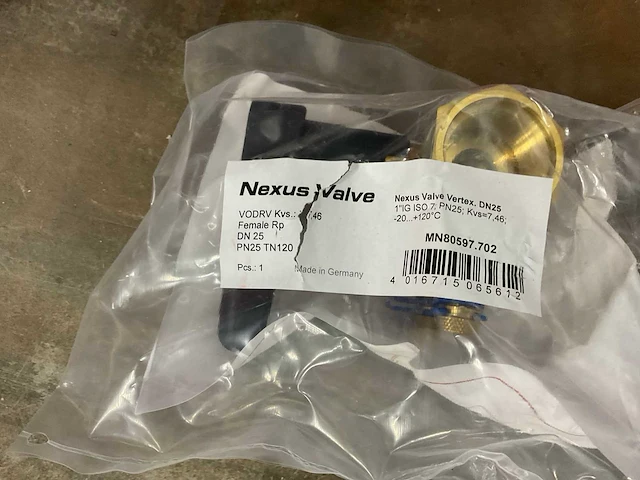 Nexus Valve
VODRV Kvs.: 7,46
Female Rp
DN 25
PN25 TN120
Pcs.: 1
Made in Germany
Nexus Valve Vertex. DN25
1"IG ISO 7; PN25; Kvs=7,46;
-20...+120°C
MN80597.702
4 016715 065612